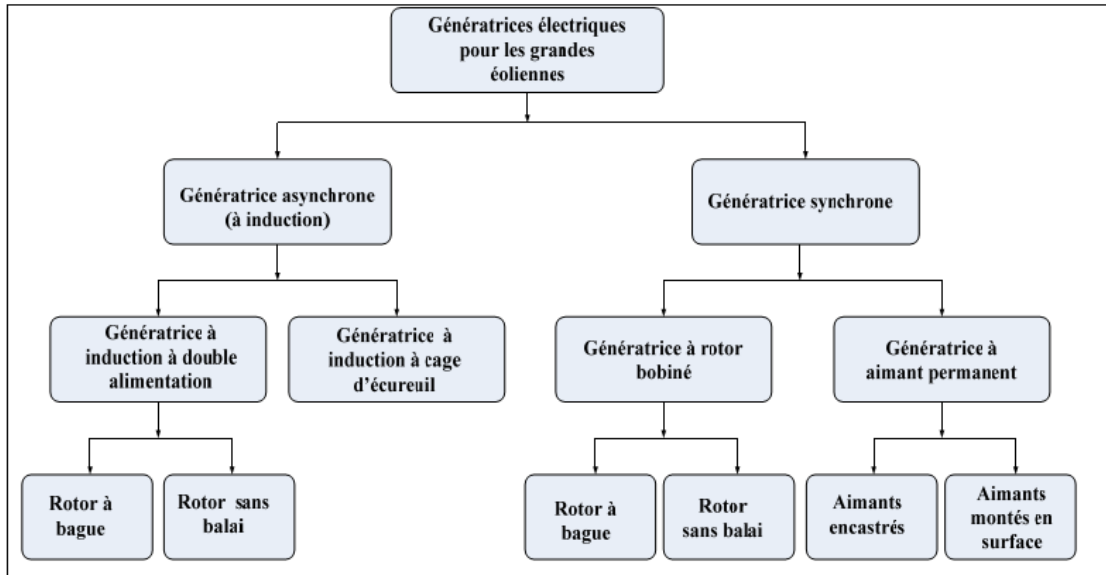 Génératrices électriques
pour les grandes
éoliennes
Génératrice asynchrone
(à induction)
Génératrice synchrone
Génératrice à
induction à double
alimentation
Génératrice à
induction à cage
d'écureuil
Génératrice à rotor
bobiné
Génératrice à
aimant permanent
Rotor à
bague
Rotor sans
balai
Rotor à
bague
Rotor
sans balai
Aimants
encastrés
Aimants
montés en
surface